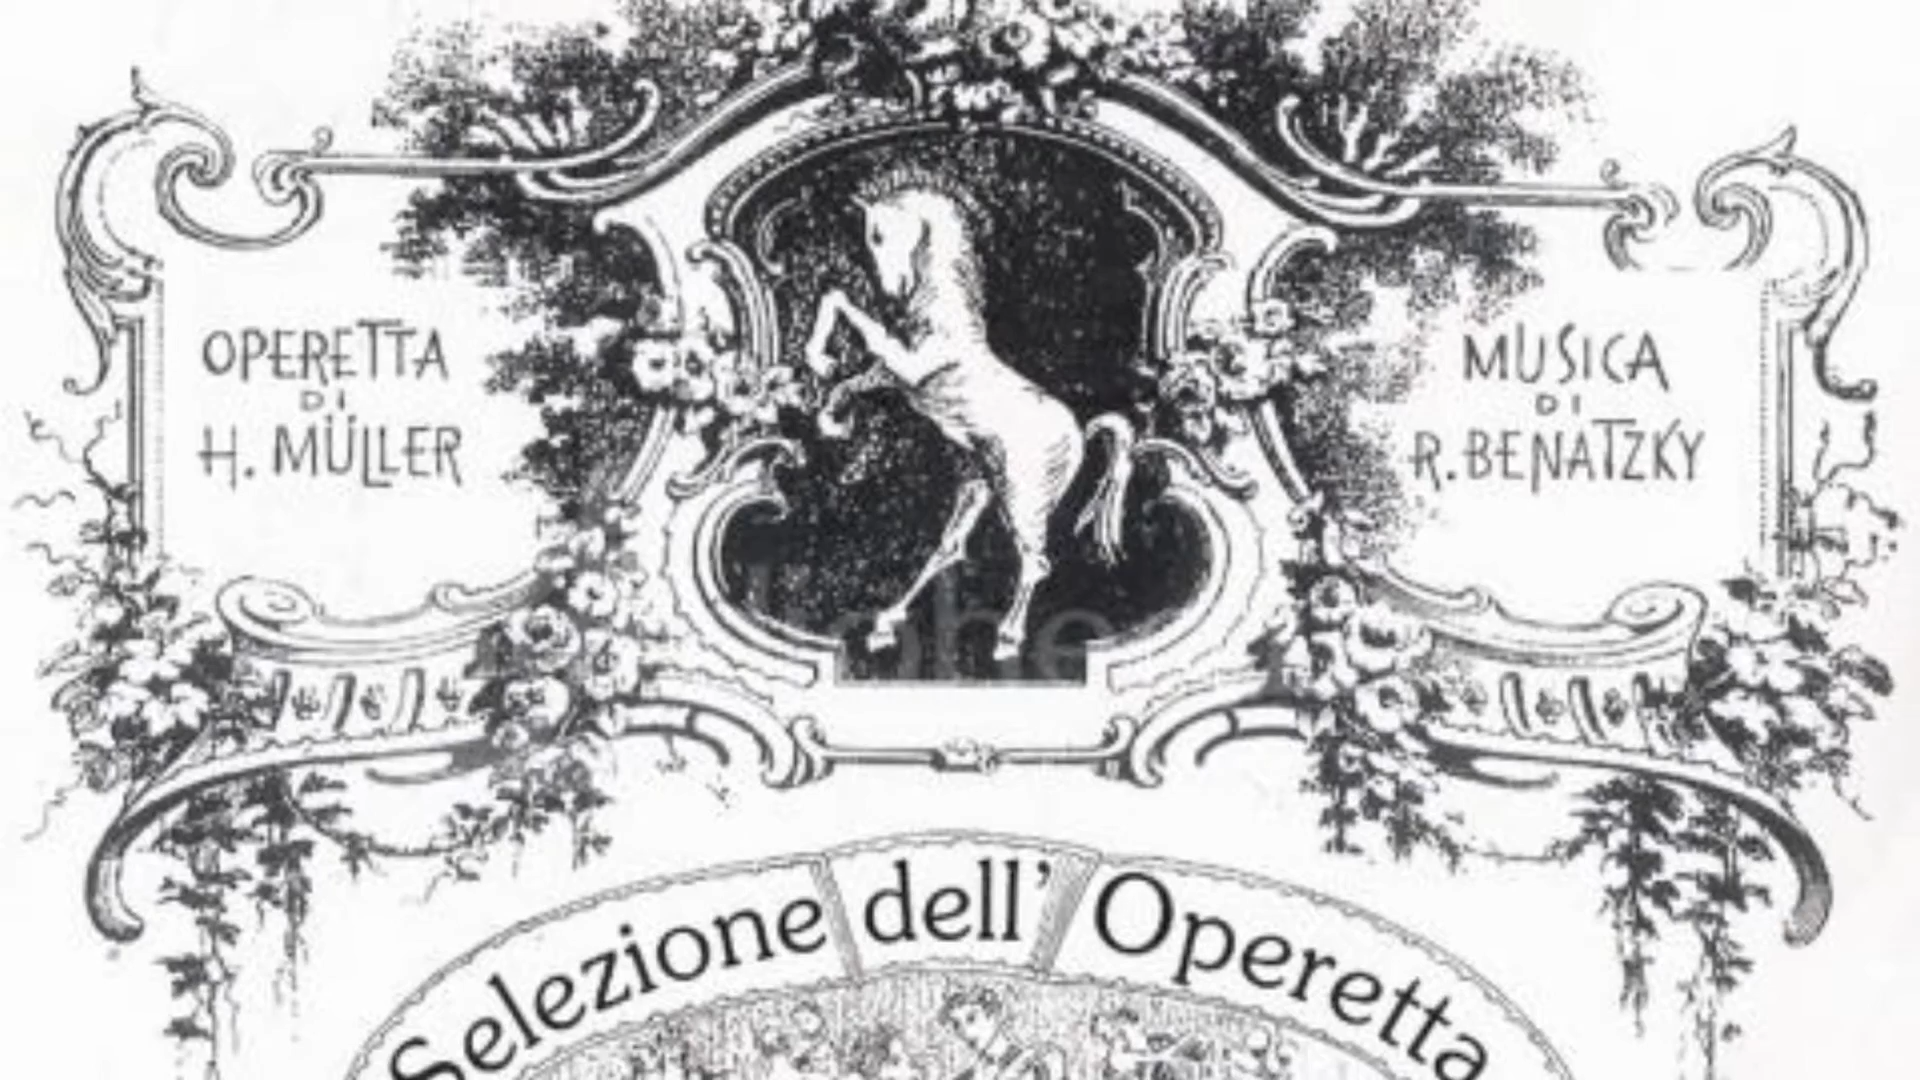 OPERETTA
DI
H. MÜLLER
MUSICA
DI
R. BENATZKY
Selezione dell' Operetta